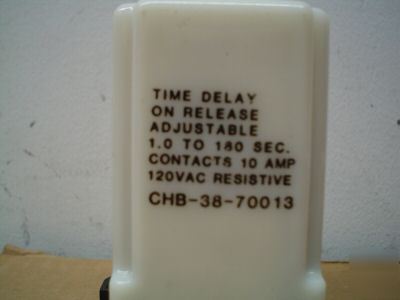 TIME DELAY
ON RELEASE
ADJUSTABLE
1.0 TO 180 SEC.
CONTACTS 10 AMP
120VAC RESISTIVE
CHB-38-70013